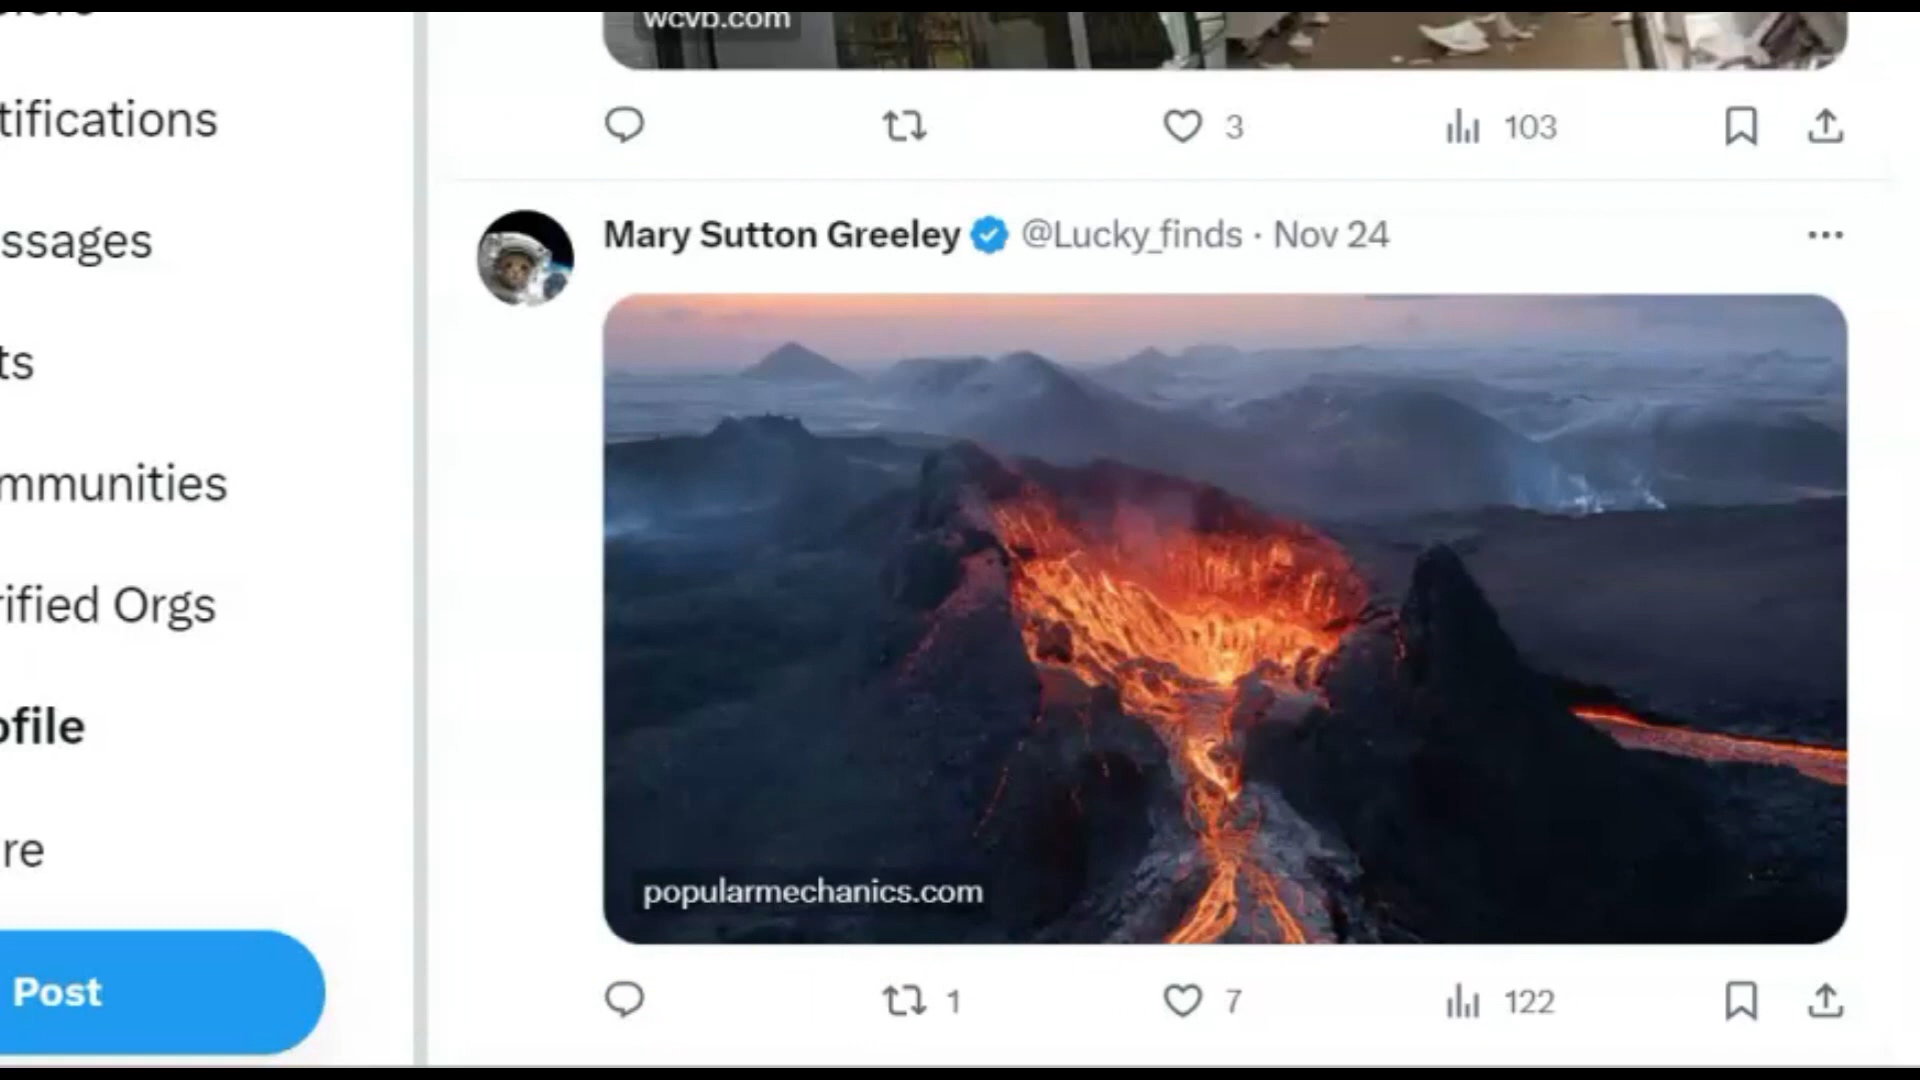 wcvb.com
tifications
3
103
Mary Sutton Greeley @Lucky_finds · Nov 24
ssages
ts
mmunities
rified Orgs
ofile
re
popularmechanics.com
Post
1
7
122